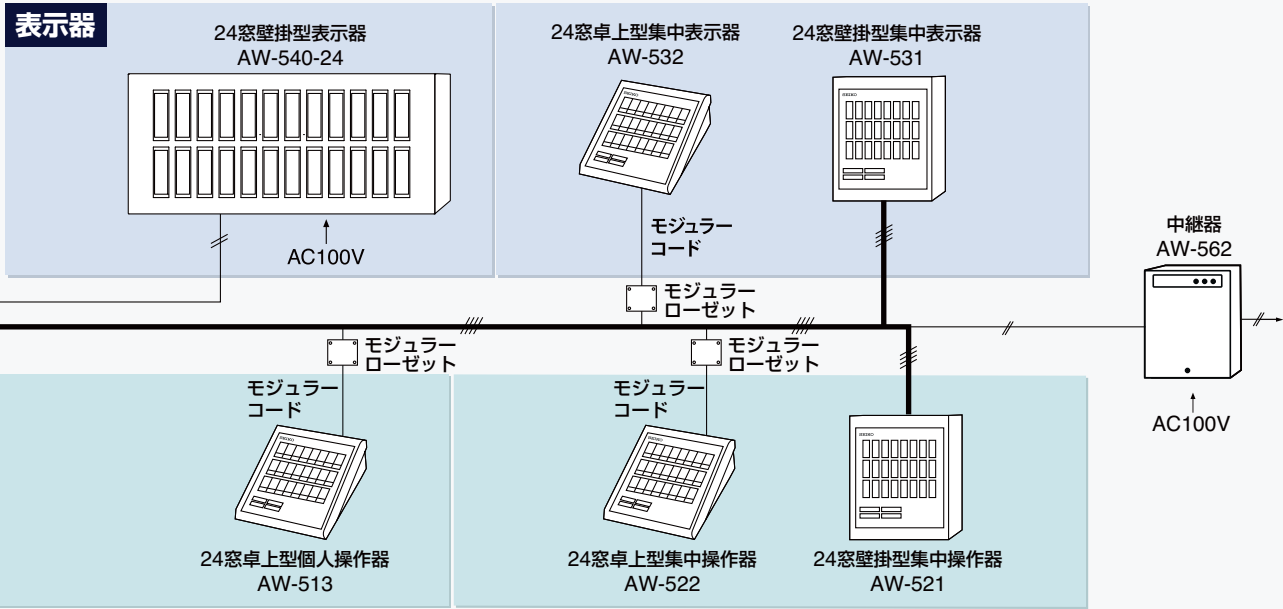 表示器
24窓壁掛型表示器
AW-540-24
AC100V
24窓卓上型集中表示器
AW-532
SEIKO
モジュラー
コード
モジュラー
ローゼット
24窓壁掛型集中表示器
AW-531
SEIKO
中継器
AW-562
AC100V
モジュラー
ローゼット
モジュラー
コード
SEIKO
24窓卓上型個人操作器
AW-513
モジュラー
ローゼット
モジュラー
コード
SEIKO
24窓卓上型集中操作器
AW-522
SEIKO
24窓壁掛型集中操作器
AW-521